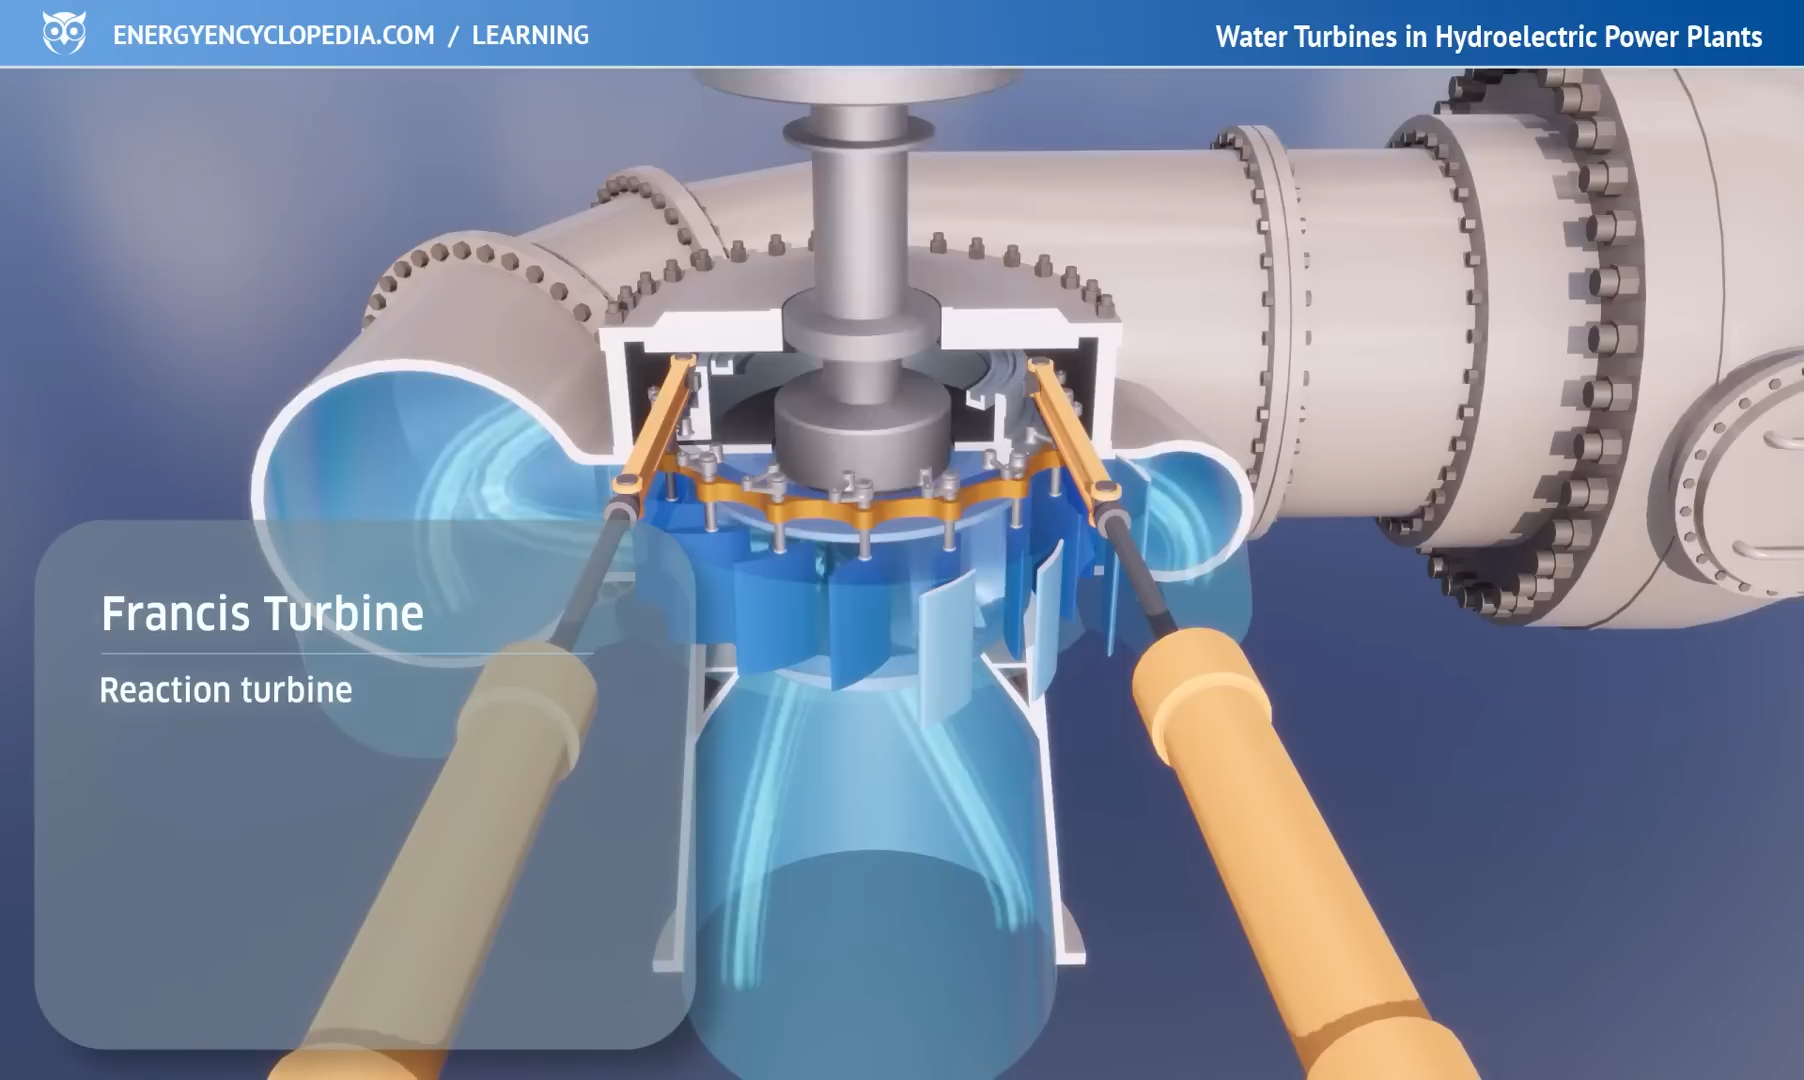 ENERGYENCYCLOPEDIA.COM / LEARNING
Water Turbines in Hydroelectric Power Plants
Francis Turbine
Reaction turbine